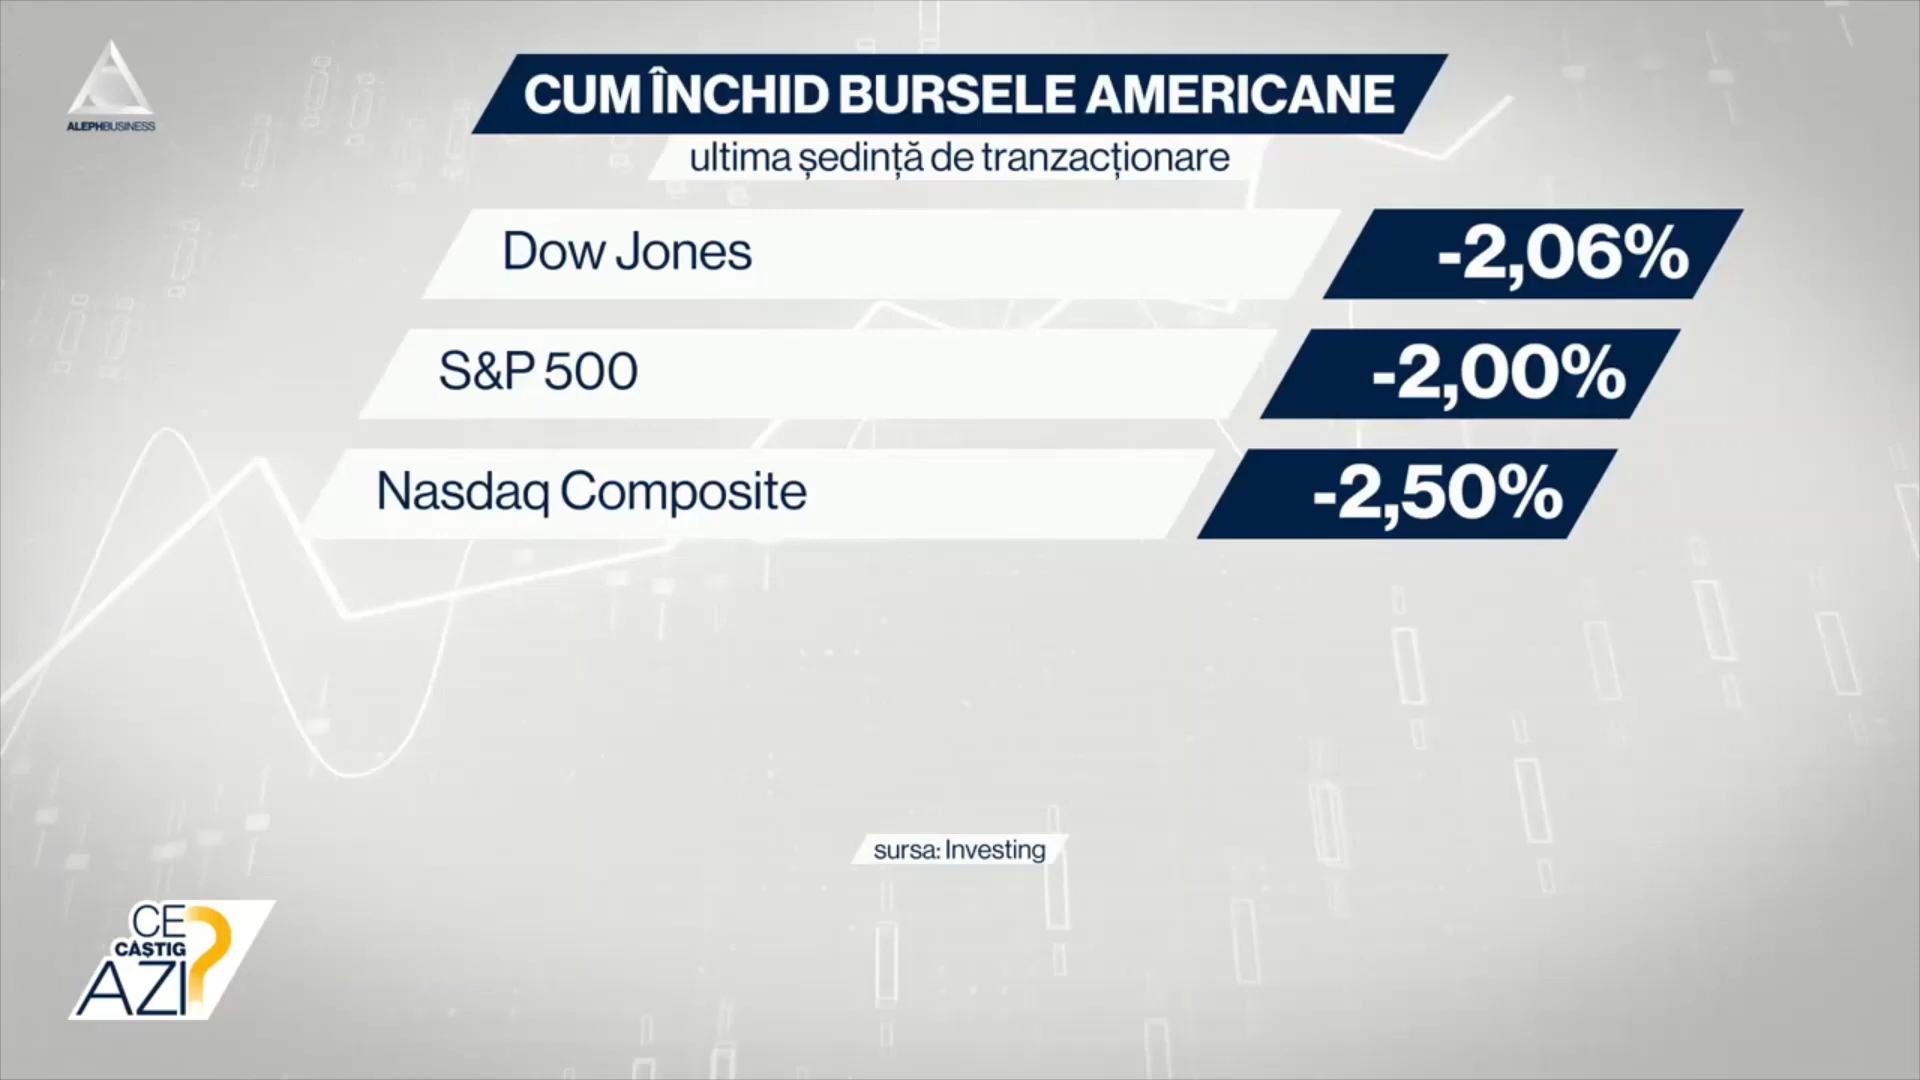 ALEPHBUSINESS
CUM ÎNCHID BURSELE AMERICANE
ultima ședință de tranzacționare
Dow Jones -2,06%
S&P 500 -2,00%
Nasdaq Composite -2,50%
sursa: Investing
CE
CÂȘTIG
AZI?